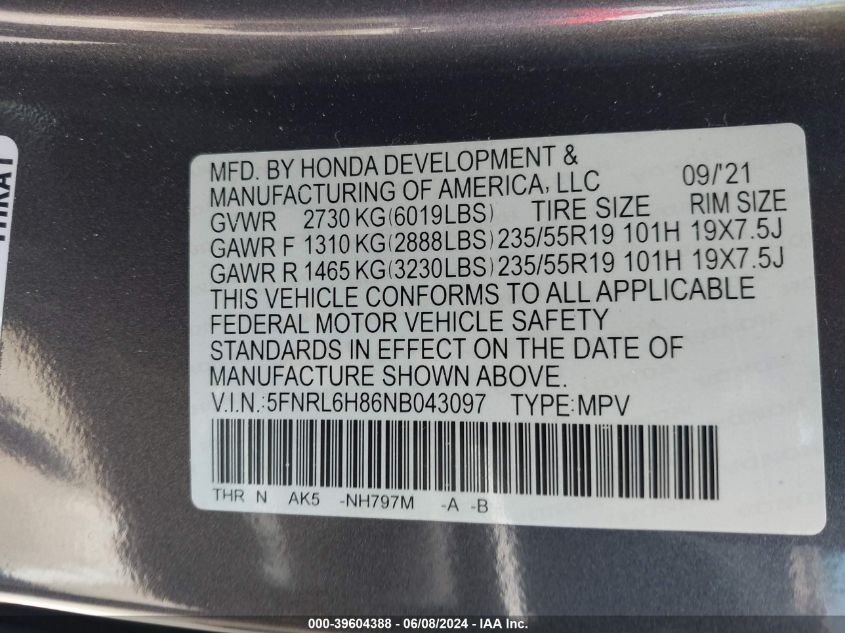 MFD. BY HONDA DEVELOPMENT &
MANUFACTURING OF AMERICA, LLC 09/'21
GVWR 2730 KG(6019LBS) TIRE SIZE RIM SIZE
GAWR F 1310 KG(2888LBS) 235/55R19 101H 19X7.5J
GAWR R 1465 KG(3230LBS) 235/55R19 101H 19X7.5J
THIS VEHICLE CONFORMS TO ALL APPLICABLE
FEDERAL MOTOR VEHICLE SAFETY
STANDARDS IN EFFECT ON THE DATE OF
MANUFACTURE SHOWN ABOVE.
V.I.N.:5FNRL6H86NB043097 TYPE:MPV
THR N AK5 -NH797M -A -B
000-39604388 - 06/08/2024 - IAA Inc.